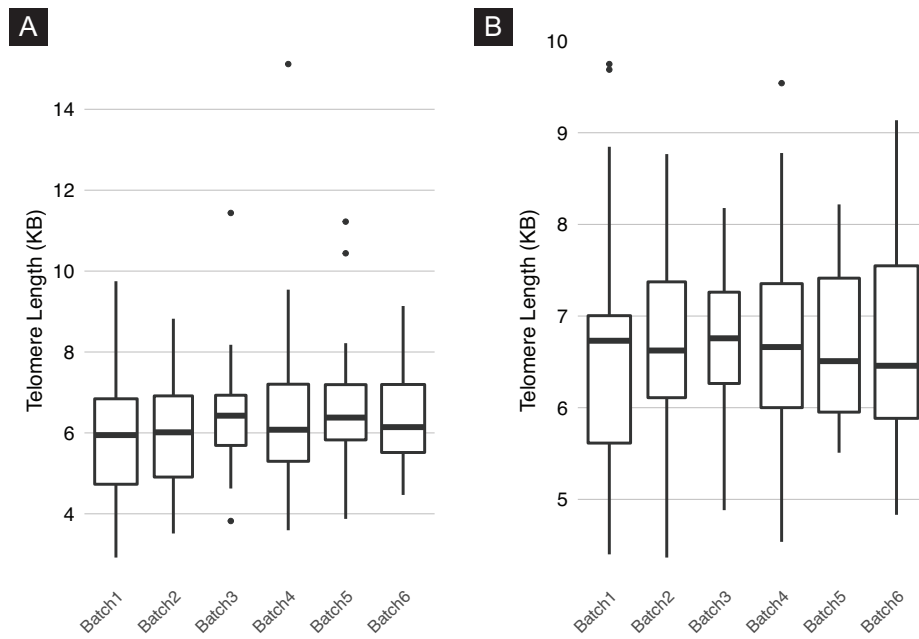 A
Telomere Length (KB)
14
12
10
8
6
4
Batch1
Batch2
Batch3
Batch4
Batch5
Batch6
B
Telomere Length (KB)
10
9
8
7
6
5
Batch1
Batch2
Batch3
Batch4
Batch5
Batch6